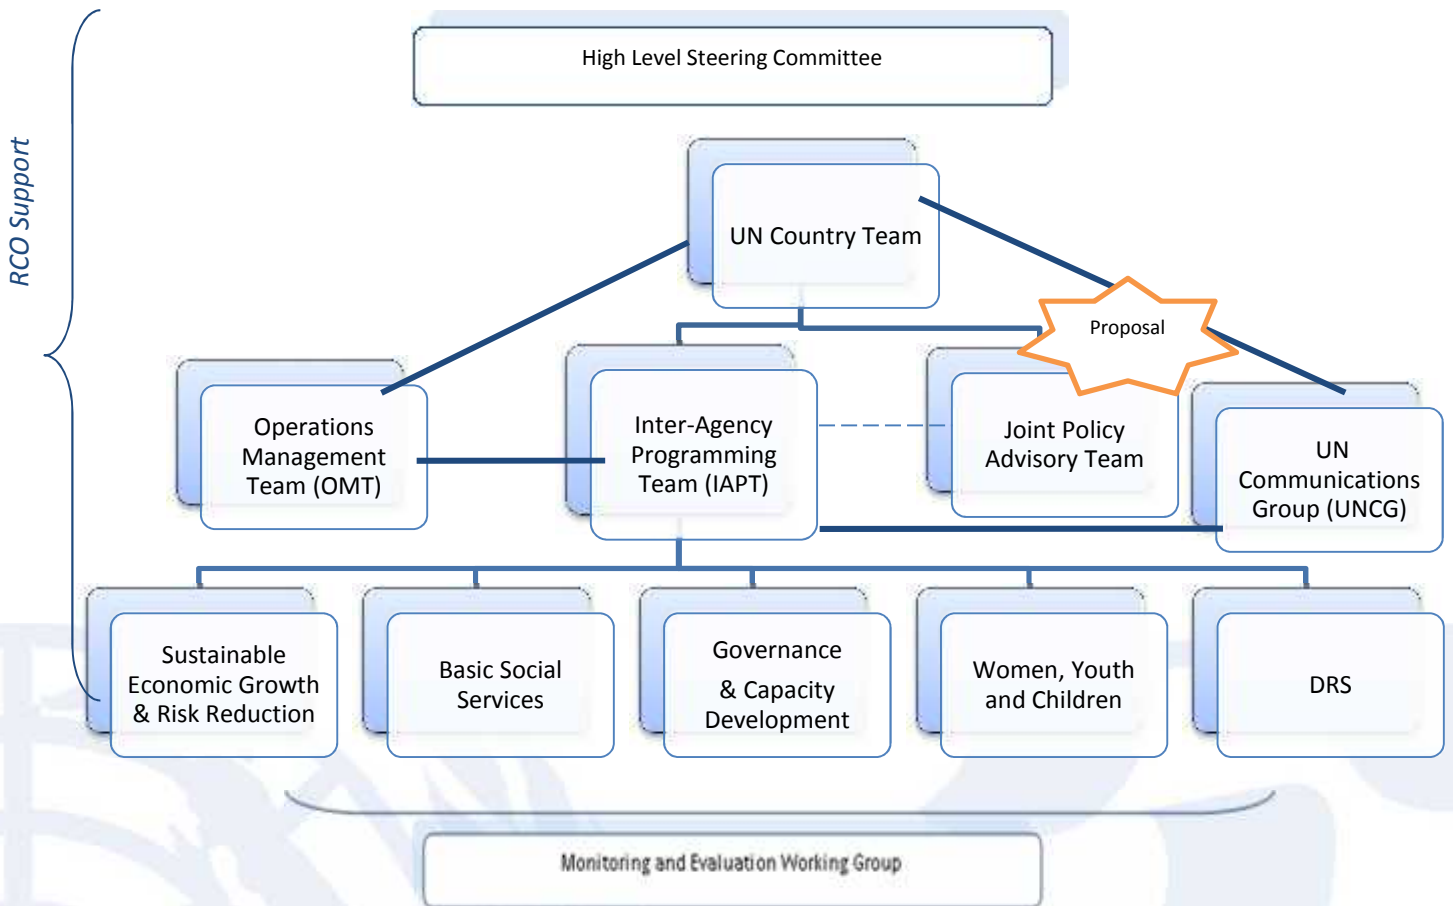 High Level Steering Committee
RCO Support
UN Country Team
Proposal
Operations
Management
Team (OMT)
Inter-Agency
Programming
Team (IAPT)
Joint Policy
Advisory Team
UN
Communications
Group (UNCG)
Sustainable
Economic Growth
& Risk Reduction
Basic Social
Services
Governance
& Capacity
Development
Women, Youth
and Children
DRS
Monitoring and Evaluation Working Group